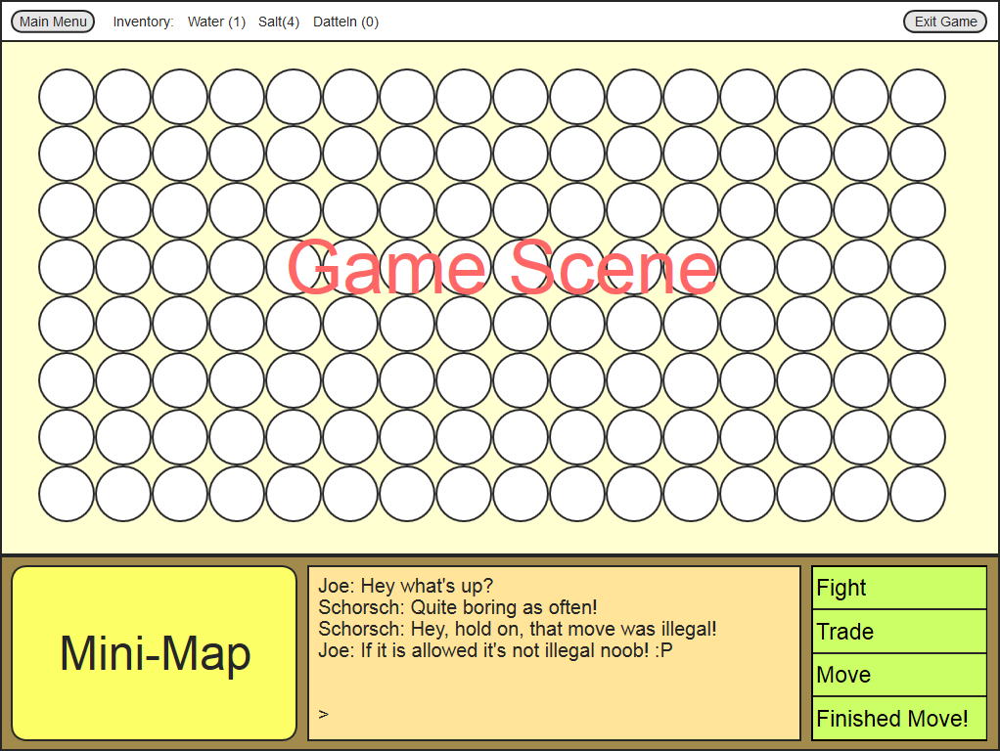 Main Menu Inventory: Water (1) Salt(4) Datteln (0) Exit Game
Game Scene
Mini-Map
Joe: Hey what's up?
Schorsch: Quite boring as often!
Schorsch: Hey, hold on, that move was illegal!
Joe: If it is allowed it's not illegal noob! :P
>
Fight
Trade
Move
Finished Move!